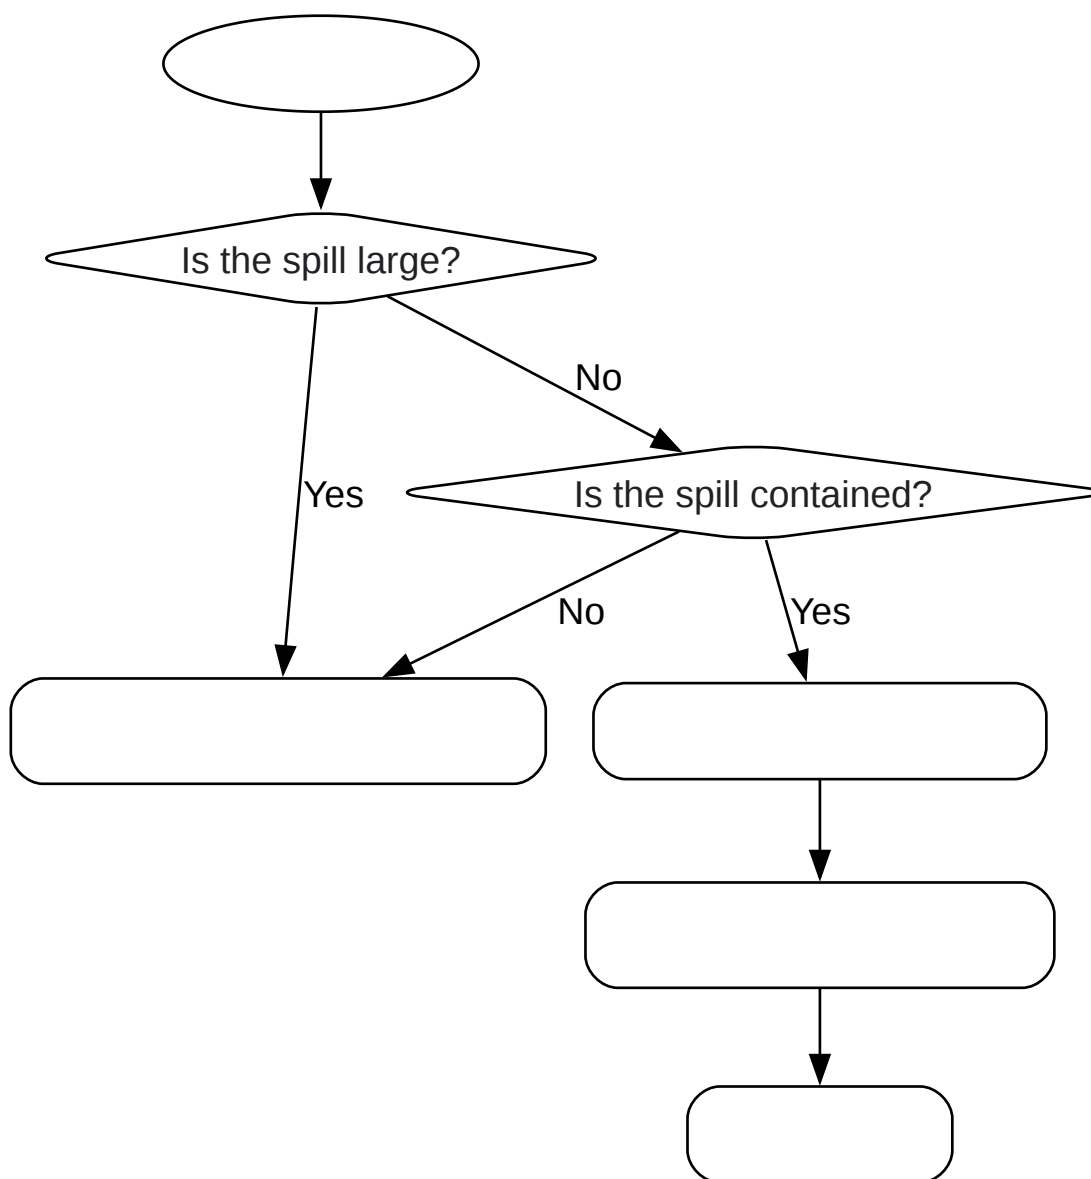 Is the spill large?
No
Yes
Is the spill contained?
No
Yes